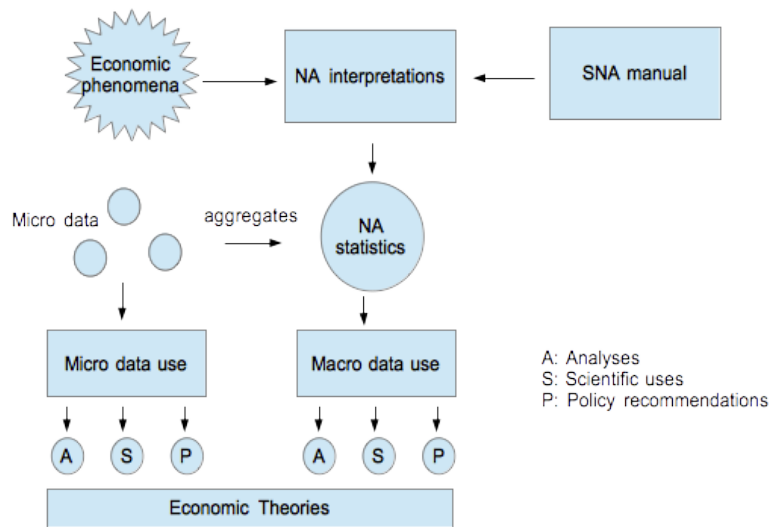 Economic
phenomena
NA interpretations
SNA manual
Micro data
aggregates
NA
statistics
Micro data use
Macro data use
A: Analyses
S: Scientific uses
P: Policy recommendations
A
S
P
A
S
P
Economic Theories